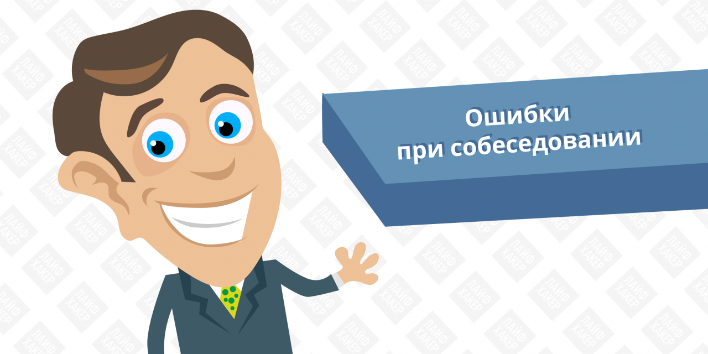 Ошибки
при собеседовании